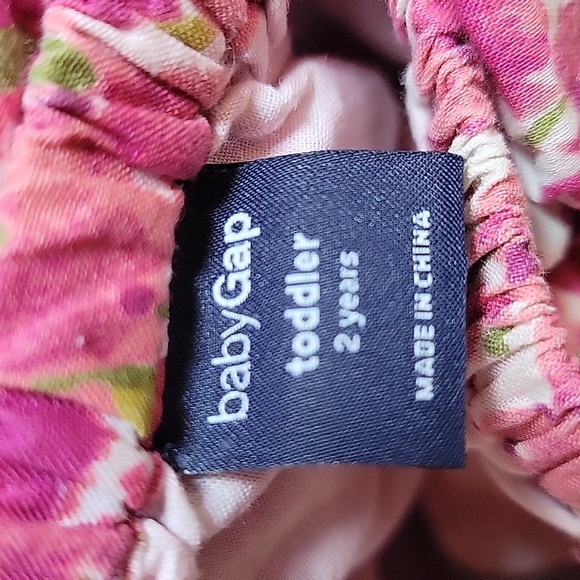 babyGap
toddler
2 years
MADE IN CHINA